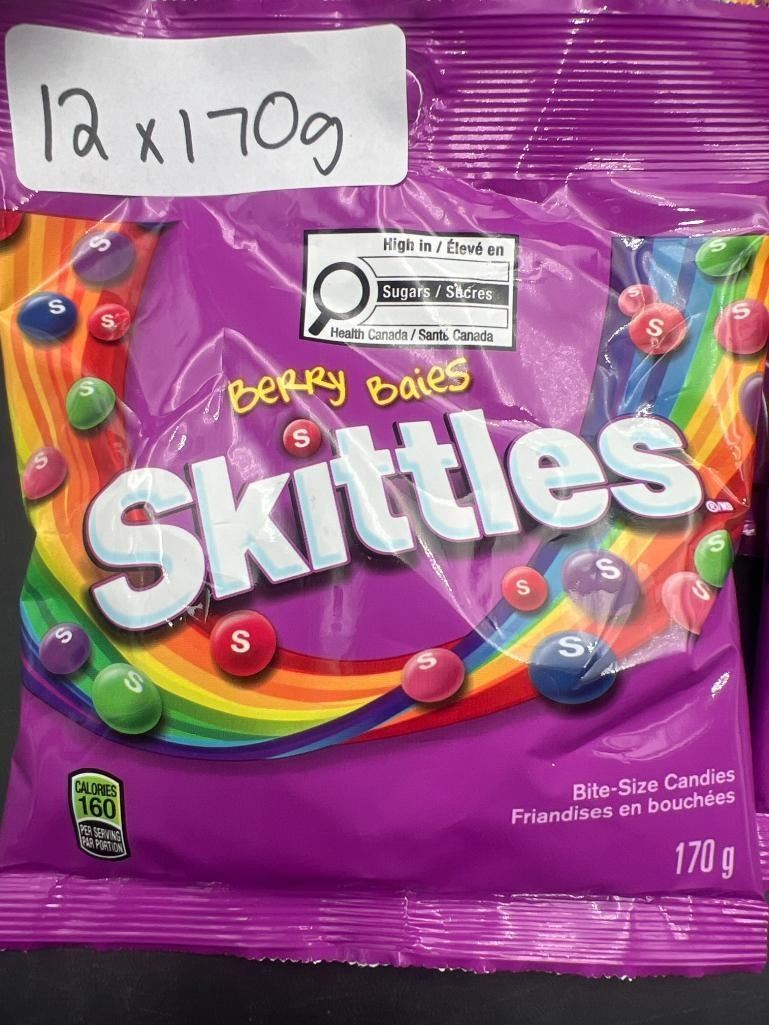 12 x 170g
High in / Élevé en
Sugars / Sucres
Health Canada / Santé Canada
Berry Baies
Skittles ®/MD
CALORIES
160
PER SERVING
PAR PORTION
Bite-Size Candies
Friandises en bouchées
170 g